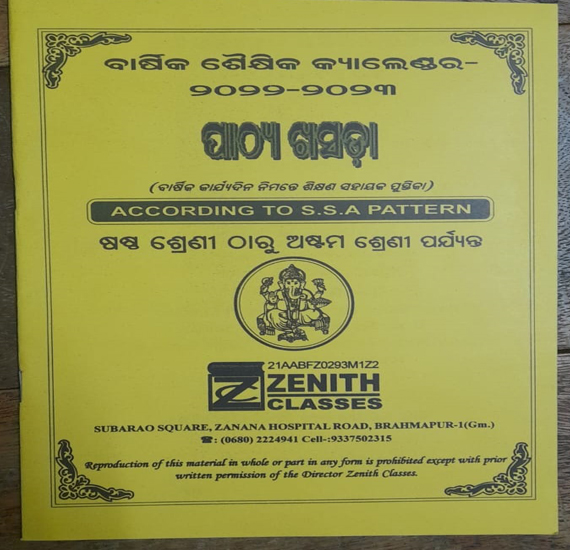 ବାର୍ଷିକ ଶୈକ୍ଷିକ କ୍ୟାଲେଣ୍ଡର-
୨୦୨୨-୨୦୨୩
ପାଠ୍ୟ ଖସଡ଼ା
(ବାର୍ଷିକ କାର୍ଯ୍ୟଦିନ ନିମନ୍ତେ ଶିକ୍ଷଣ ସହାୟକ ପୁସ୍ତିକା)
ACCORDING TO S.S.A PATTERN
ଷଷ୍ଠ ଶ୍ରେଣୀ ଠାରୁ ଅଷ୍ଟମ ଶ୍ରେଣୀ ପର୍ଯ୍ୟନ୍ତ
21AABFZ0293M1Z2
Z ZENITH
CLASSES
SUBARAO SQUARE, ZANANA HOSPITAL ROAD, BRAHMAPUR-1(Gm.)
☎: (0680) 2224941 Cell-:9337502315
Reproduction of this material in whole or part in any form is prohibited except with prior
written permission of the Director Zenith Classes.